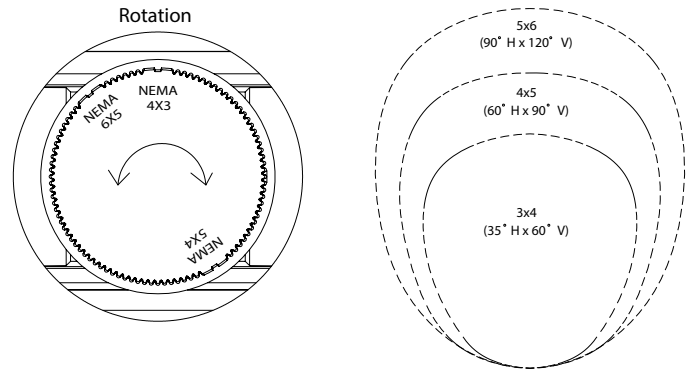 Rotation
NEMA
4X3
NEMA
6X5
NEMA
5X4
5x6
(90˚ H x 120˚ V)
4x5
(60˚ H x 90˚ V)
3x4
(35˚ H x 60˚ V)